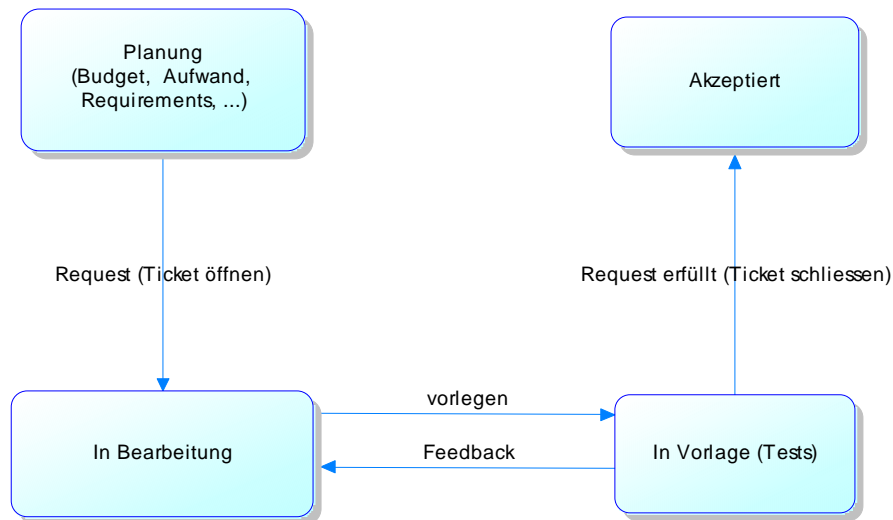 Planung
(Budget, Aufwand,
Requirements, ...)
Akzeptiert
Request (Ticket öffnen)
Request erfüllt (Ticket schliessen)
vorlegen
In Bearbeitung
Feedback
In Vorlage (Tests)